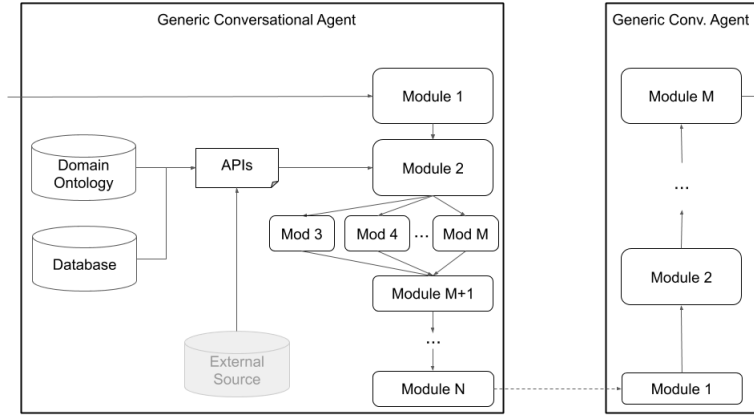 Generic Conversational Agent
Generic Conv. Agent
Module 1
Module M
Domain
Ontology
APIs
Module 2
...
Mod 3
Mod 4
...
Mod M
Database
Module M+1
Module 2
...
External
Source
Module N
Module 1